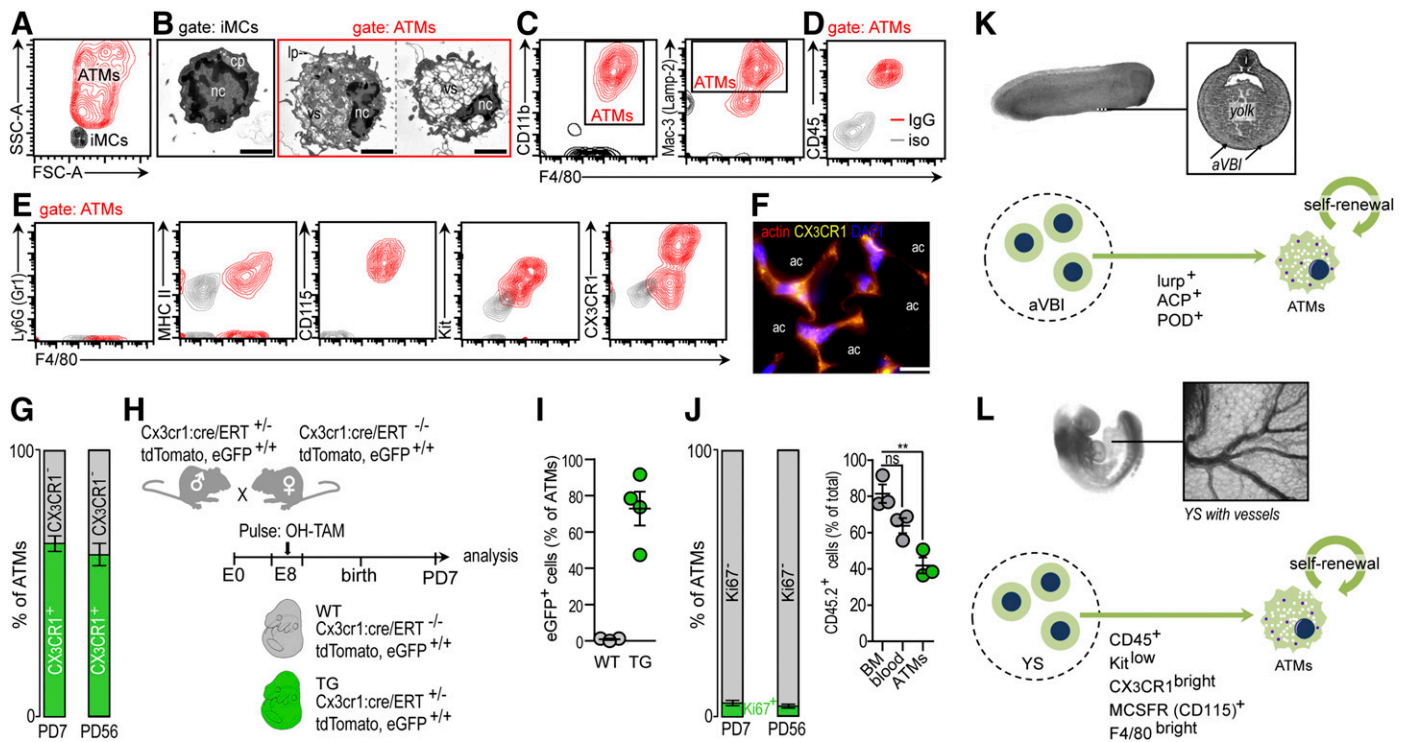 A
SSC-A
ATMs
iMCs
FSC-A
B
gate: iMCs
gate: ATMs
cp
nc
lp
vs
nc
vs
nc
C
CD11b
ATMs
Mac-3 (Lamp-2)
ATMs
F4/80
D
gate: ATMs
CD45
IgG
iso
E
gate: ATMs
Ly6G (Gr1)
MHC II
CD115
Kit
CX3CR1
F4/80
F
actin CX3CR1 DAPI
ac
ac
ac
ac
ac
G
% of ATMs
100
0
CX3CR1-
CX3CR1+
CX3CR1-
CX3CR1+
PD7
PD56
H
Cx3cr1:cre/ERT +/-
tdTomato, eGFP +/+
Cx3cr1:cre/ERT -/-
tdTomato, eGFP +/+
♂
X
♀
Pulse: OH-TAM
analysis
E0
E8
birth
PD7
WT
Cx3cr1:cre/ERT -/-
tdTomato, eGFP +/+
TG
Cx3cr1:cre/ERT +/-
tdTomato, eGFP +/+
I
eGFP+ cells (% of ATMs)
100
80
60
40
20
0
WT
TG
J
% of ATMs
100
0
Ki67-
Ki67-
Ki67+
PD7
PD56
CD45.2+ cells (% of total)
100
80
60
40
20
0
**
ns
BM
blood
ATMs
K
yolk
aVBI
self-renewal
aVBI
lurp+
ACP+
POD+
ATMs
L
YS with vessels
self-renewal
YS
CD45+
Kit low
CX3CR1 bright
MCSFR (CD115)+
F4/80 bright
ATMs